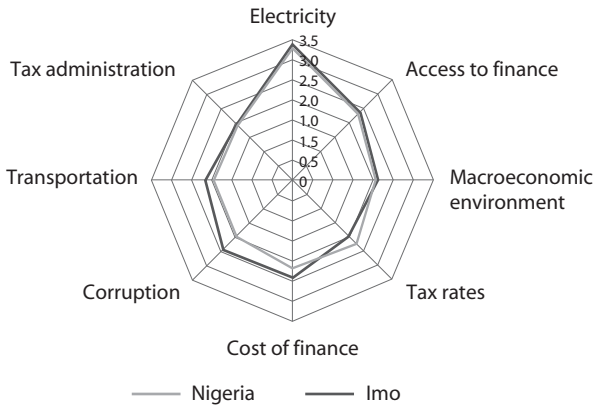 Electricity
3.5
3.0
2.5
2.0
1.0
1.5
0.5
0
Access to finance
Macroeconomic
environment
Tax rates
Cost of finance
Corruption
Transportation
Tax administration
Nigeria
Imo